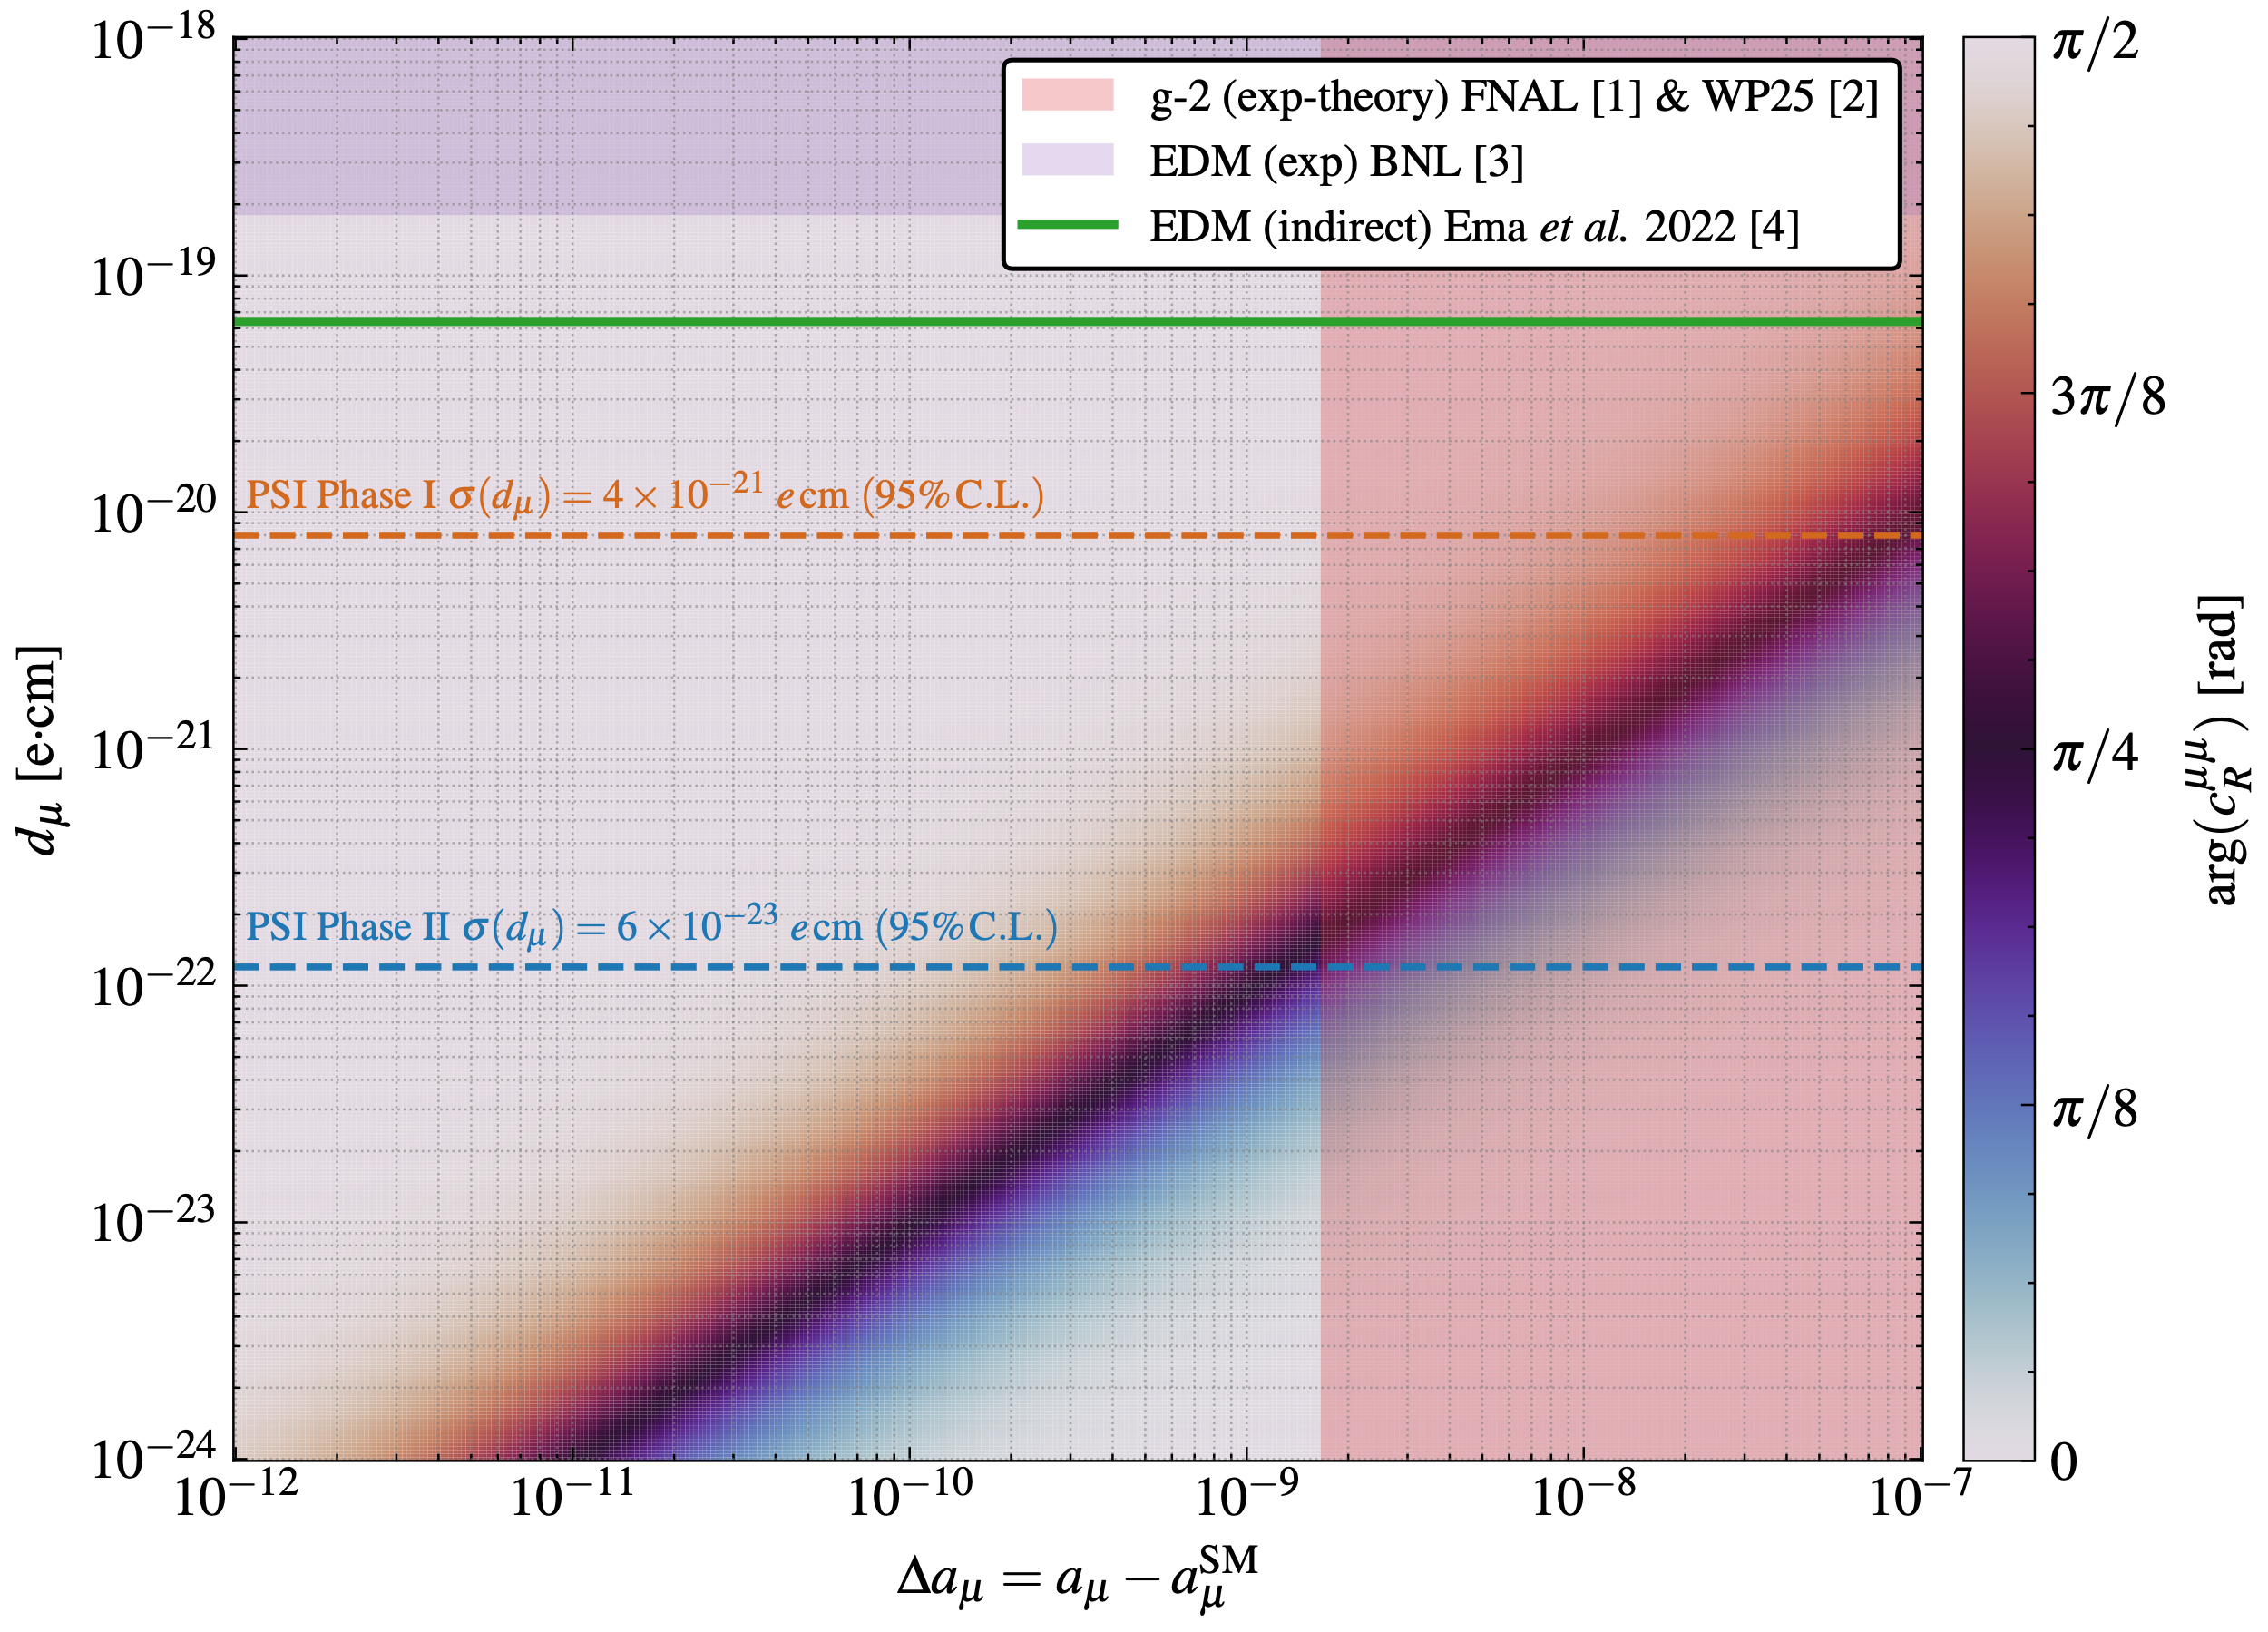 10⁻¹⁸
10⁻¹⁹
10⁻²⁰
10⁻²¹
10⁻²²
10⁻²³
10⁻²⁴
d_μ [e·cm]
g-2 (exp-theory) FNAL [1] & WP25 [2]
EDM (exp) BNL [3]
EDM (indirect) Ema et al. 2022 [4]
PSI Phase I σ(d_μ) = 4 × 10⁻²¹ e cm (95% C.L.)
PSI Phase II σ(d_μ) = 6 × 10⁻²³ e cm (95% C.L.)
10⁻¹² 10⁻¹¹ 10⁻¹⁰ 10⁻⁹ 10⁻⁸ 10⁻⁷
Δa_μ = a_μ − a_μ^SM
π/2
3π/8
π/4
π/8
0
arg(c_R^μμ) [rad]